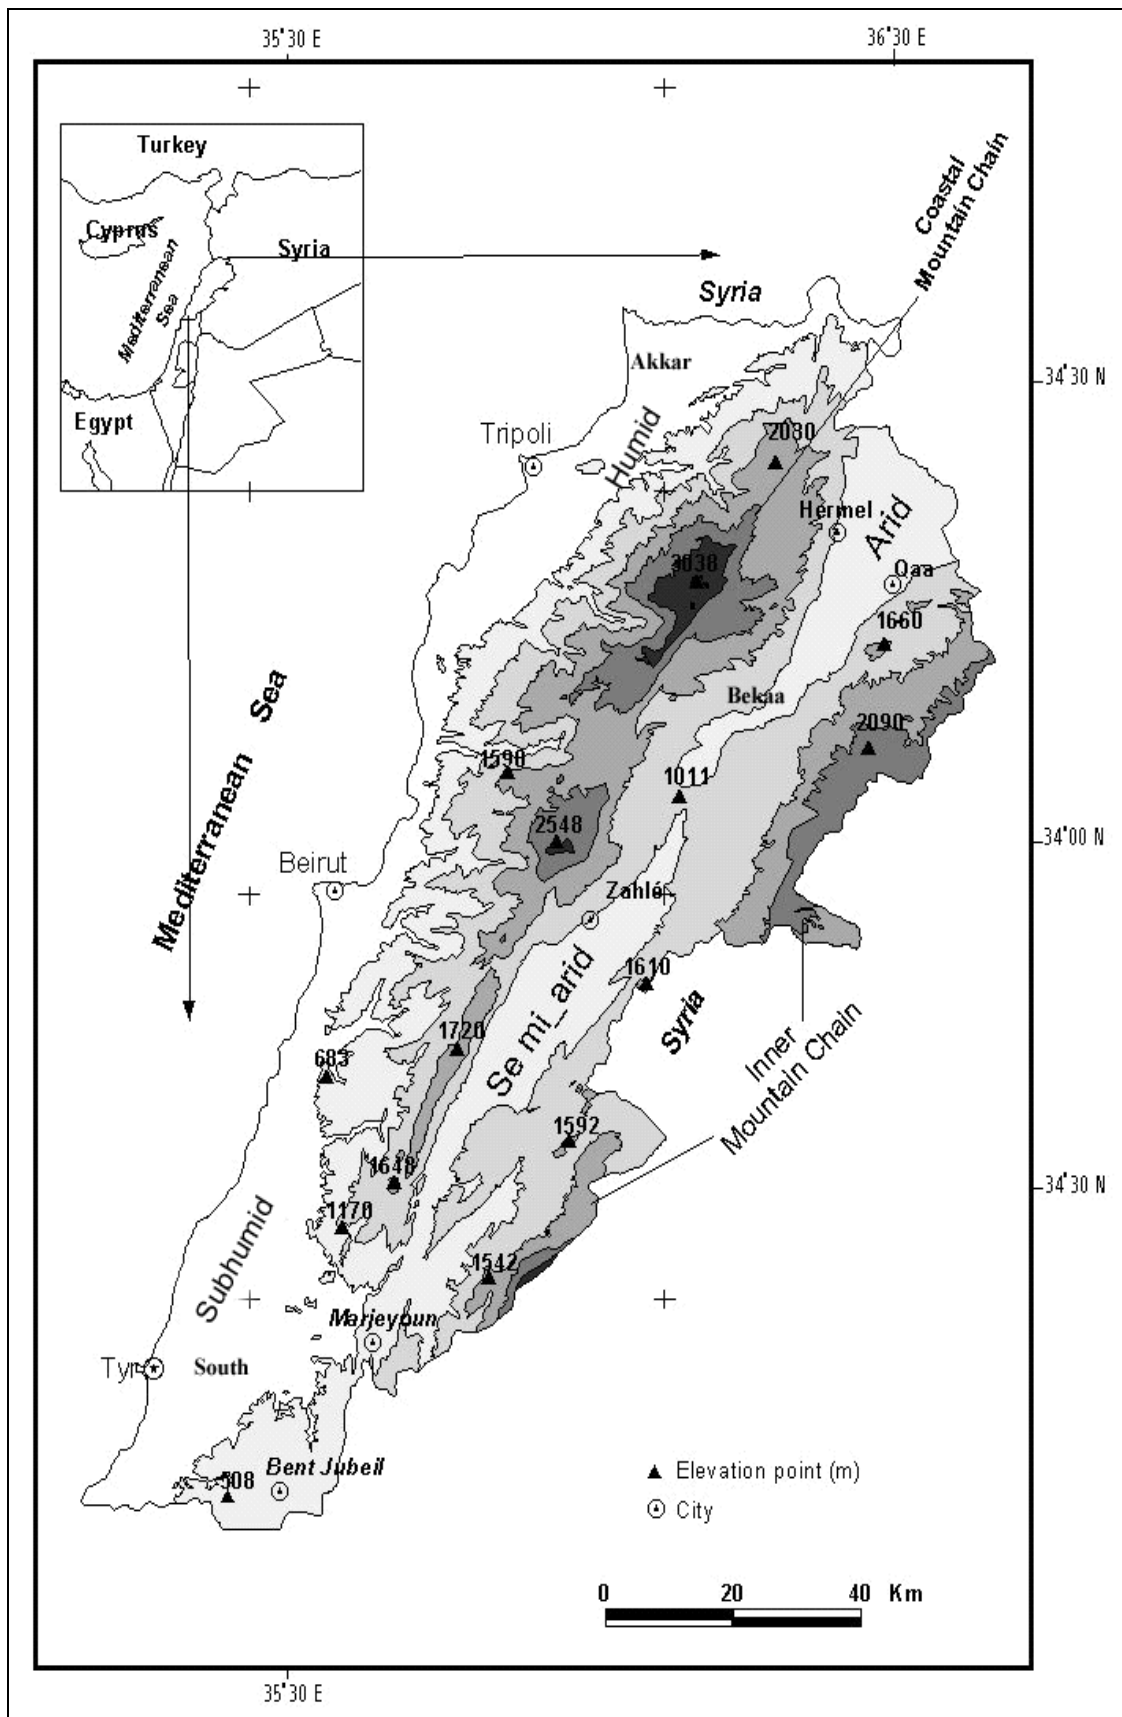 35°30 E
36°30 E
Turkey
Cyprus
Syria
Mediterranean
Sea
Egypt
Coastal
Mountain Chain
Syria
Akkar
34°30 N
Humid
Tripoli
2030
Hermel
Arid
3038
Qaa
1660
Bekaa
Mediterranean Sea
2090
1590
1011
2548
34°00 N
Beirut
Zahlé
1610
Se mi_arid
Syria
1720
683
Inner
Mountain Chain
1592
1648
34°30 N
1170
Subhumid
1542
Marjeyoun
Tyr
South
Bent Jubeil
508
Elevation point (m)
City
0 20 40 Km
35°30 E